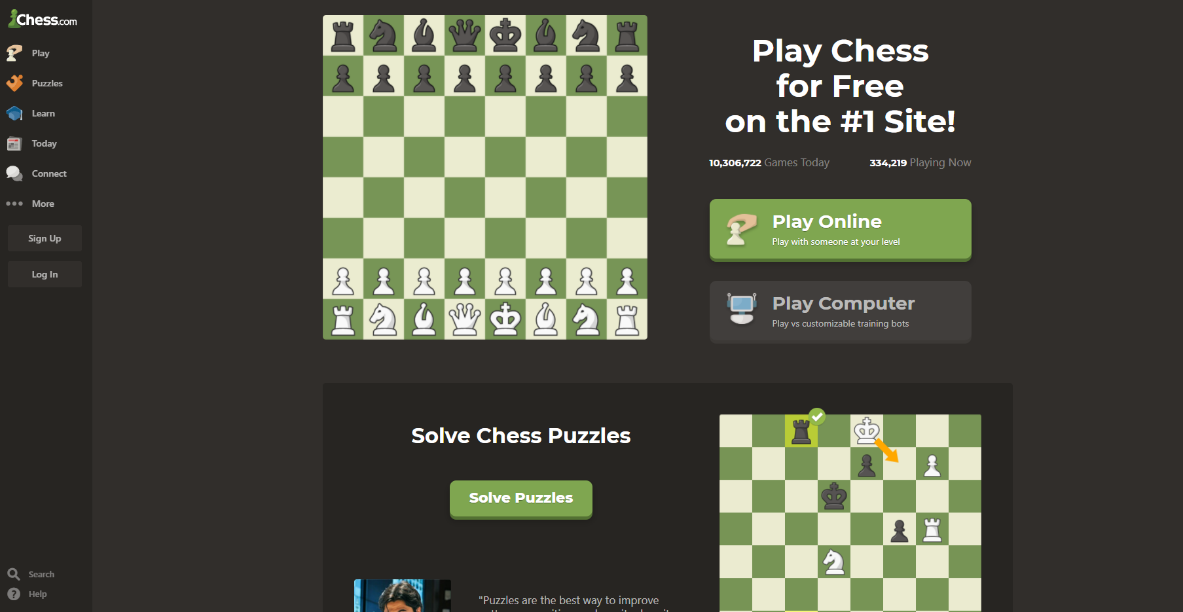 Chess.com
Play
Puzzles
Learn
Today
Connect
More
Sign Up
Log In
Search
Help
Play Chess
for Free
on the #1 Site!
10,306,722 Games Today 334,219 Playing Now
Play Online
Play with someone at your level
Play Computer
Play vs customizable training bots
Solve Chess Puzzles
Solve Puzzles
"Puzzles are the best way to improve